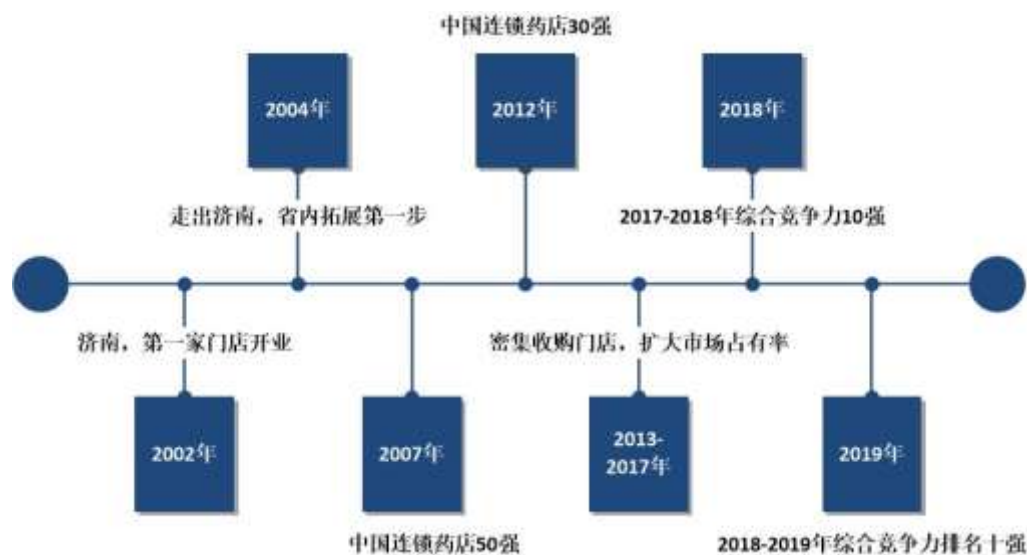 中国连锁药店30强
2004年
2012年
2018年
走出济南，省内拓展第一步
2017-2018年综合竞争力10强
济南，第一家门店开业
密集收购门店，扩大市场占有率
2002年
2007年
2013-
2017年
2019年
中国连锁药店50强
2018-2019年综合竞争力排名十强